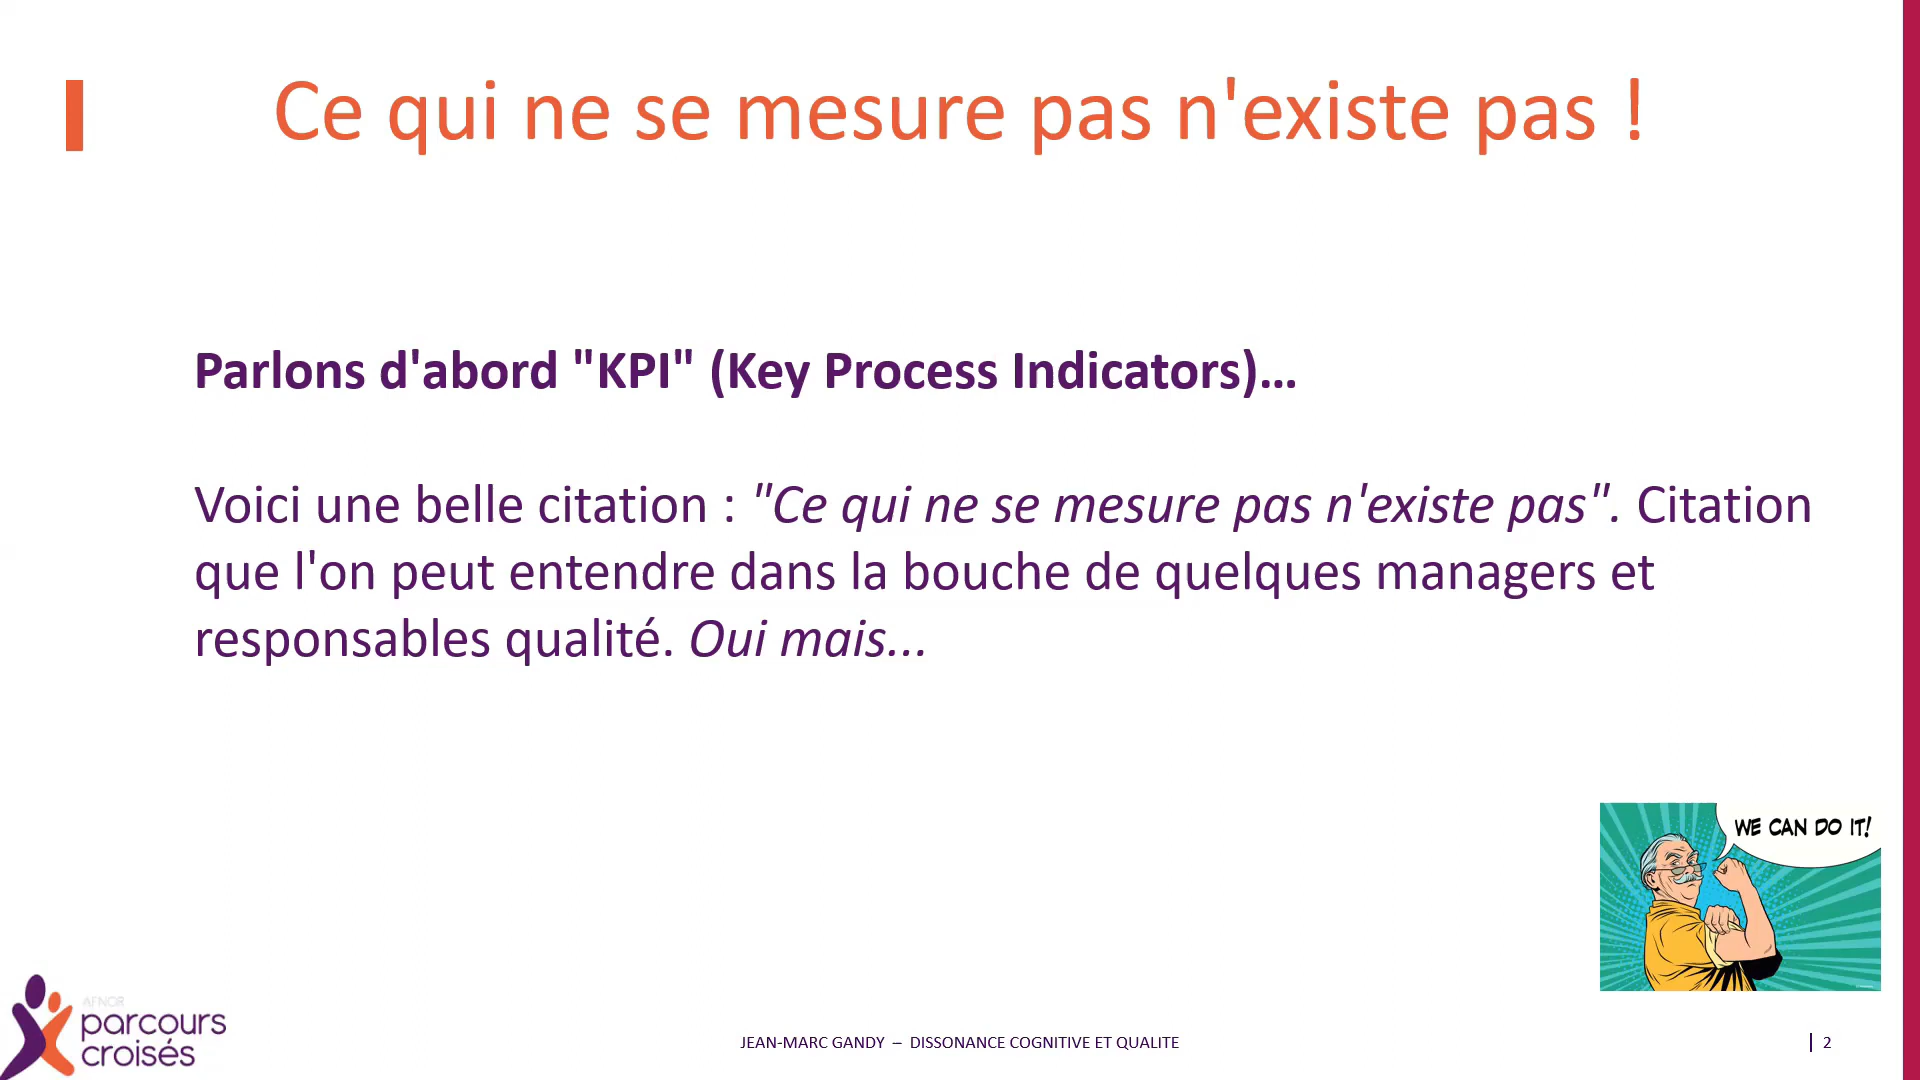 Ce qui ne se mesure pas n'existe pas !
Parlons d'abord "KPI" (Key Process Indicators)...
Voici une belle citation : "Ce qui ne se mesure pas n'existe pas". Citation
que l'on peut entendre dans la bouche de quelques managers et
responsables qualité. Oui mais...
WE CAN DO IT!
AFNOR
parcours
croisés
JEAN-MARC GANDY – DISSONANCE COGNITIVE ET QUALITE
2